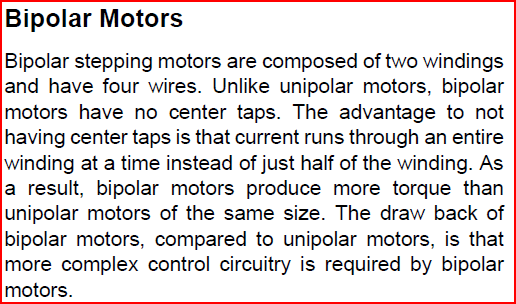 Bipolar Motors
Bipolar stepping motors are composed of two windings
and have four wires. Unlike unipolar motors, bipolar
motors have no center taps. The advantage to not
having center taps is that current runs through an entire
winding at a time instead of just half of the winding. As
a result, bipolar motors produce more torque than
unipolar motors of the same size. The draw back of
bipolar motors, compared to unipolar motors, is that
more complex control circuitry is required by bipolar
motors.